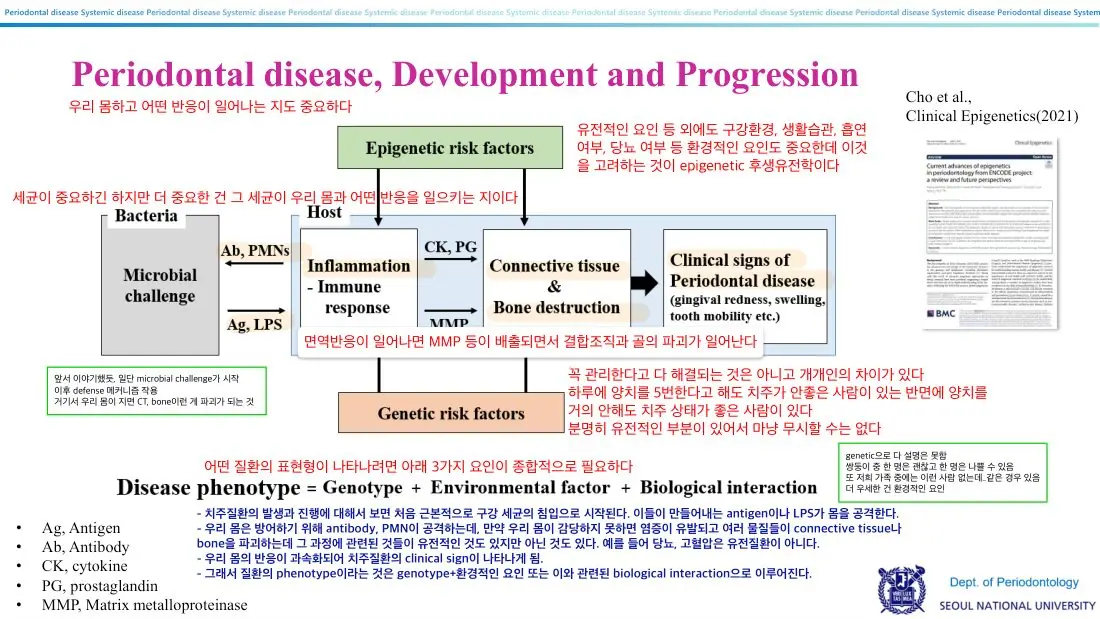 Periodontal disease Systemic disease Periodontal disease Systemic disease Periodontal disease Systemic disease Periodontal disease Systemic disease Periodontal disease Systemic disease Periodontal disease Systemic disease Periodontal disease System
Periodontal disease, Development and Progression
우리 몸하고 어떤 반응이 일어나는 지도 중요하다
Cho et al.,
Clinical Epigenetics(2021)
유전적인 요인 등 외에도 구강환경, 생활습관, 흡연
여부, 당뇨 여부 등 환경적인 요인도 중요한데 이것
을 고려하는 것이 epigenetic 후생유전학이다
Epigenetic risk factors
Current advances of epigenetics
in periodontology from ENCODE project:
a review and future perspectives
BMC
세균이 중요하긴 하지만 더 중요한 건 그 세균이 우리 몸과 어떤 반응을 일으키는 지이다
Bacteria
Host
Microbial
challenge
Ab, PMNs
Ag, LPS
Inflammation
- Immune
response
CK, PG
MMP
Connective tissue
&
Bone destruction
Clinical signs of
Periodontal disease
(gingival redness, swelling,
tooth mobility etc.)
면역반응이 일어나면 MMP 등이 배출되면서 결합조직과 골의 파괴가 일어난다
앞서 이야기했듯, 일단 microbial challenge가 시작
이후 defense 메커니즘 작용
거기서 우리 몸이 지면 CT, bone이런 게 파괴가 되는 것
꼭 관리한다고 다 해결되는 것은 아니고 개개인의 차이가 있다
하루에 양치를 5번한다고 해도 치주가 안좋은 사람이 있는 반면에 양치를
거의 안해도 치주 상태가 좋은 사람이 있다
분명히 유전적인 부분이 있어서 마냥 무시할 수는 없다
Genetic risk factors
genetic으로 다 설명은 못함
쌍둥이 중 한 명은 괜찮고 한 명은 나쁠 수 있음
또 저희 가족 중에는 이런 사람 없는데..같은 경우 있음
더 우세한 건 환경적인 요인
어떤 질환의 표현형이 나타나려면 아래 3가지 요인이 종합적으로 필요하다
Disease phenotype = Genotype + Environmental factor + Biological interaction
- 치주질환의 발생과 진행에 대해서 보면 처음 근본적으로 구강 세균의 침입으로 시작된다. 이들이 만들어내는 antigen이나 LPS가 몸을 공격한다.
- 우리 몸은 방어하기 위해 antibody, PMN이 공격하는데, 만약 우리 몸이 감당하지 못하면 염증이 유발되고 여러 물질들이 connective tissue나
bone을 파괴하는데 그 과정에 관련된 것들이 유전적인 것도 있지만 아닌 것도 있다. 예를 들어 당뇨, 고혈압은 유전질환이 아니다.
- 우리 몸의 반응이 과속화되어 치주질환의 clinical sign이 나타나게 됨.
- 그래서 질환의 phenotype이라는 것은 genotype+환경적인 요인 또는 이와 관련된 biological interaction으로 이루어진다.
• Ag, Antigen
• Ab, Antibody
• CK, cytokine
• PG, prostaglandin
• MMP, Matrix metalloproteinase
Dept. of Periodontology
SEOUL NATIONAL UNIVERSITY